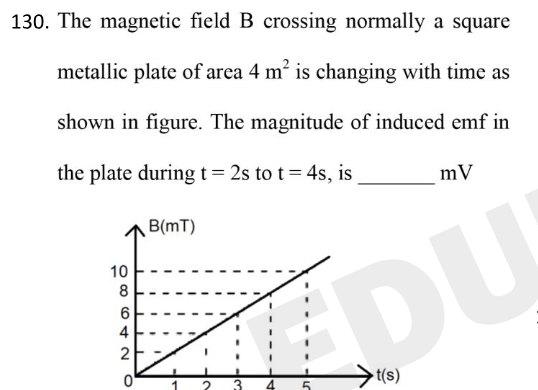 130. The magnetic field B crossing normally a square
metallic plate of area 4 m² is changing with time as
shown in figure. The magnitude of induced emf in
the plate during t = 2s to t = 4s, is ________ mV
B(mT)
10
8
6
4
2
0
1 2 3 4 5
t(s)
EDU